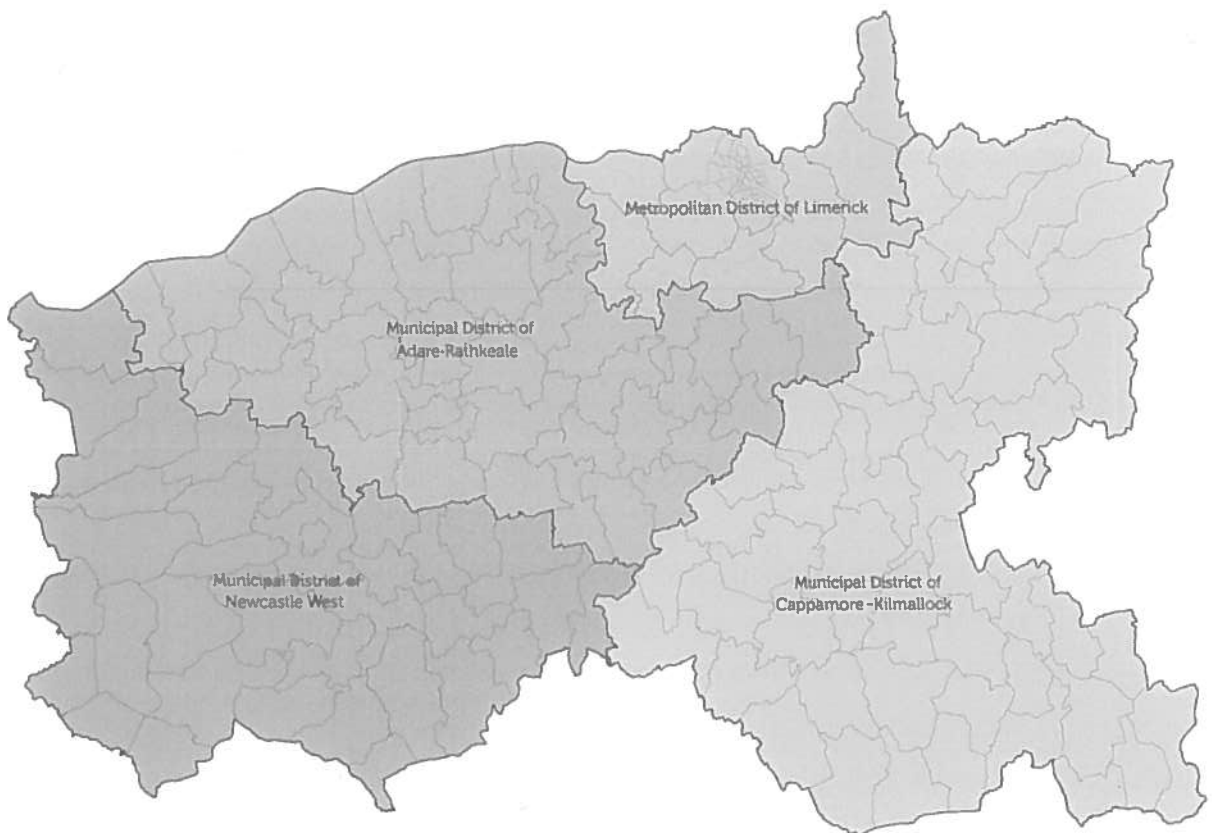 Metropolitan District of Limerick
Municipal District of
Adare-Rathkeale
Municipal District of
Newcastle West
Municipal District of
Cappamore-Kilmallock